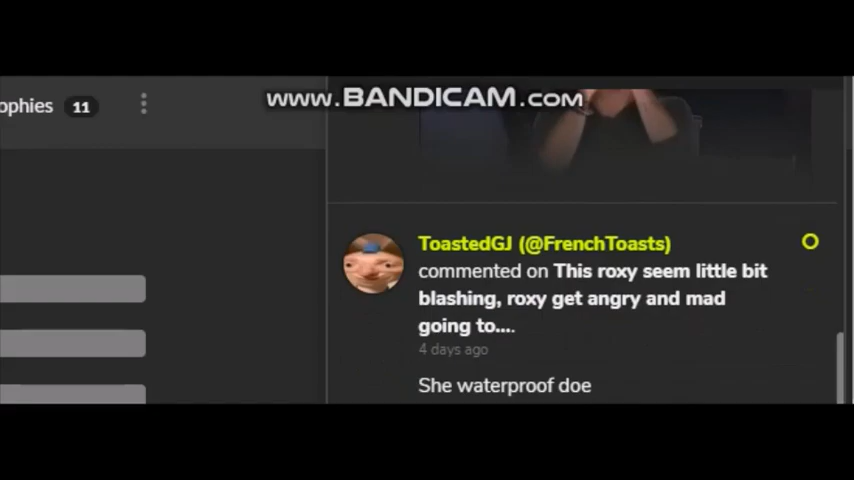 ophies 11
www.BANDICAM.com
ToastedGJ (@FrenchToasts)
commented on This roxy seem little bit
blashing, roxy get angry and mad
going to....
4 days ago
She waterproof doe